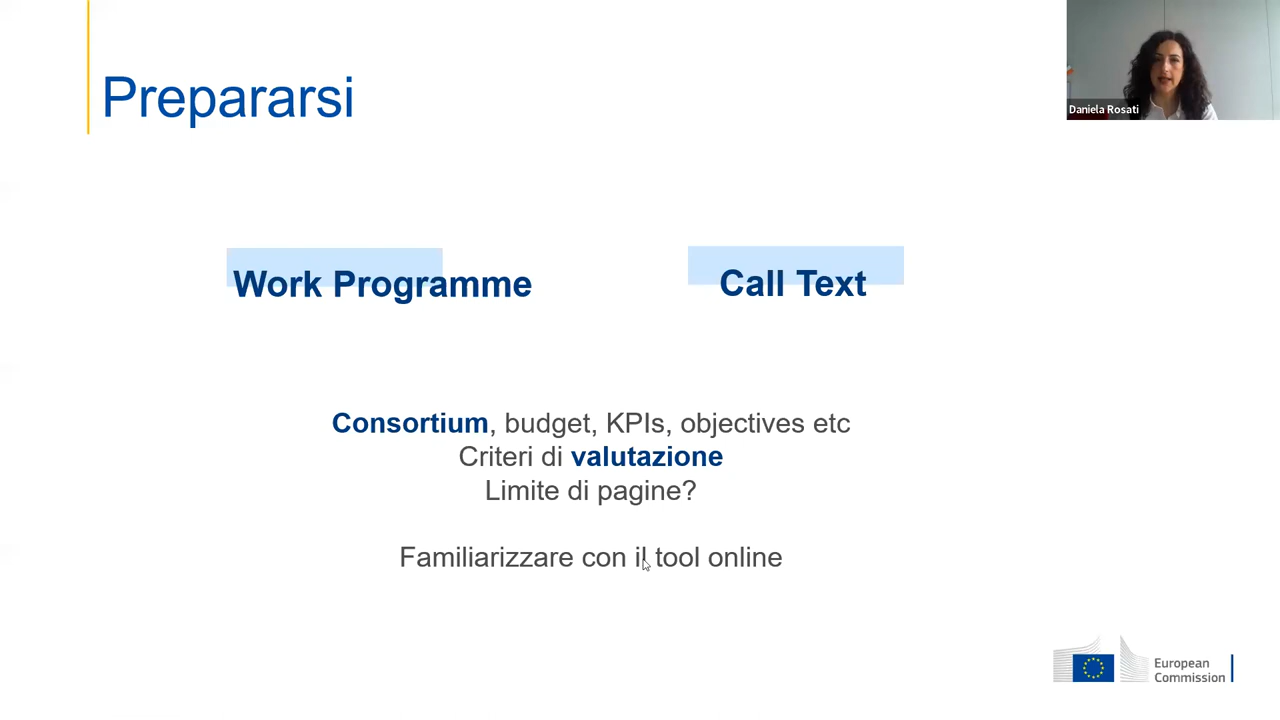 Prepararsi
Daniela Rosati
Work Programme
Call Text
Consortium, budget, KPIs, objectives etc
Criteri di valutazione
Limite di pagine?
Familiarizzare con il tool online
European
Commission